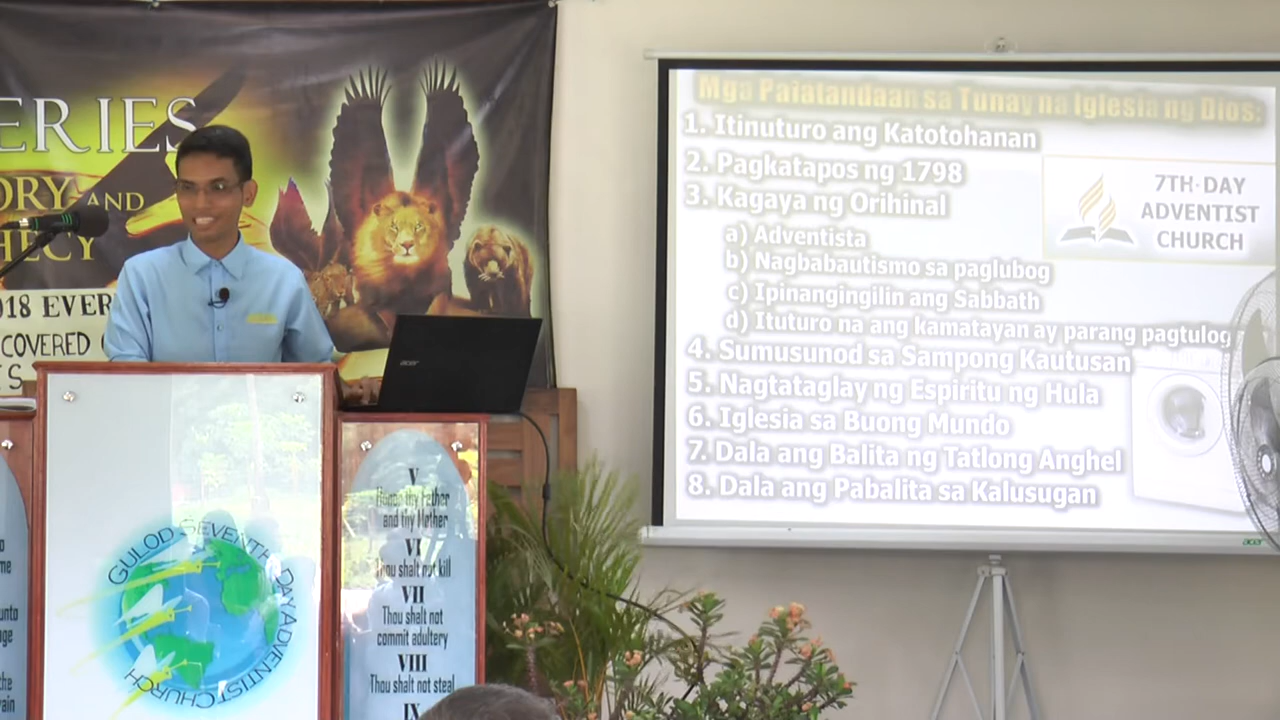 ERIES
ORY AND
HECY
018 EVER
COVERED
S
Mga Palatandaan sa Tunay na Iglesia ng Dios:
1. Itinuturo ang Katotohanan
2. Pagkatapos ng 1798
3. Kagaya ng Orihinal
a) Adventista
b) Nagbabautismo sa paglubog
c) Ipinangingilin ang Sabbath
d) Ituturo na ang kamatayan ay parang pagtulog
4. Sumusunod sa Sampong Kautusan
5. Nagtataglay ng Espiritu ng Hula
6. Iglesia sa Buong Mundo
7. Dala ang Balita ng Tatlong Anghel
8. Dala ang Pabalita sa Kalusugan
7TH-DAY
ADVENTIST
CHURCH
acer
acer
GULOD SEVENTH DAY ADVENTIST CHURCH
V
Honor thy Father
and thy Mother
VI
Thou shalt not kill
VII
Thou shalt not
commit adultery
VIII
Thou shalt not steal
IX
me
unto
the